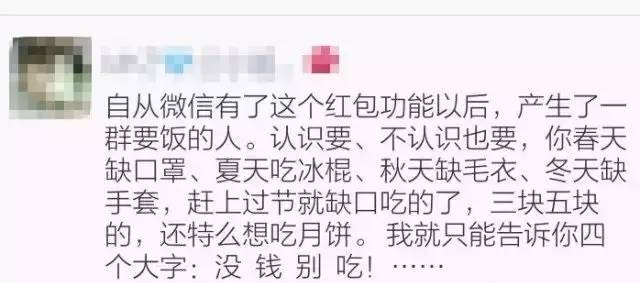 自从微信有了这个红包功能以后，产生了一
群要饭的人。认识要、不认识也要，你春天
缺口罩、夏天吃冰棍、秋天缺毛衣、冬天缺
手套，赶上过节就缺口吃的了，三块五块
的，还特么想吃月饼。我就只能告诉你四
个大字：没 钱 别 吃！……